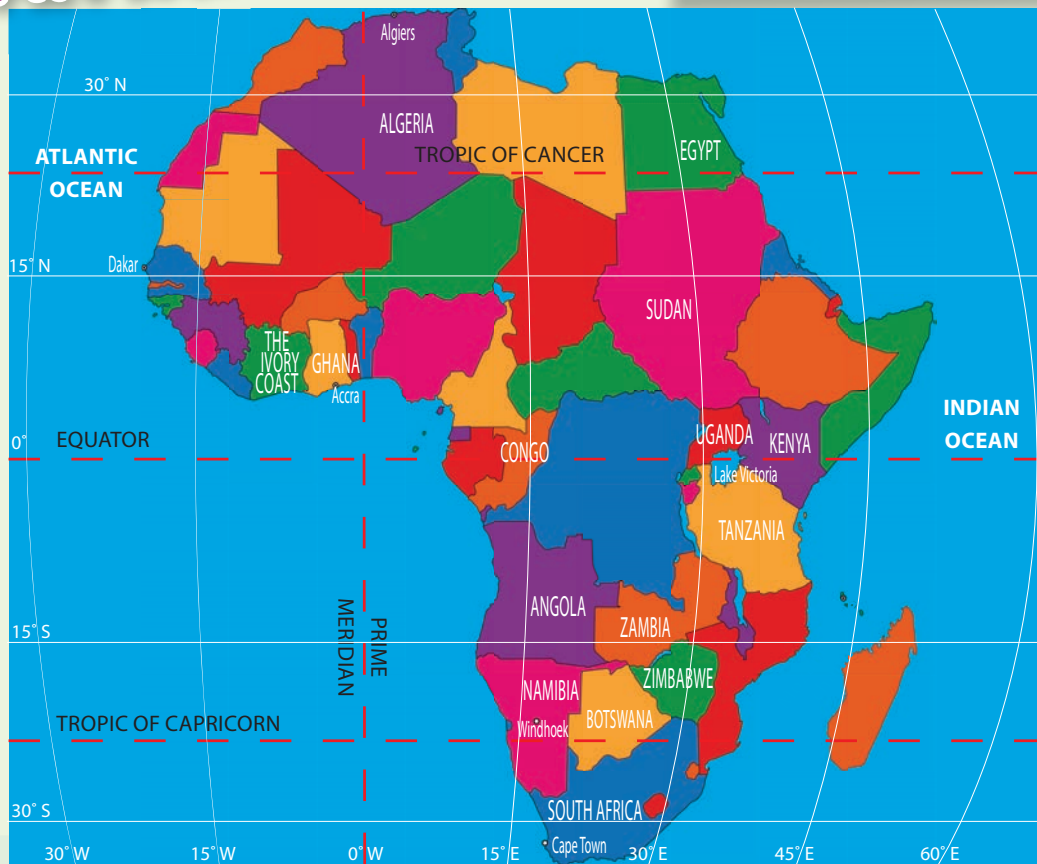 Algiers
30° N
ALGERIA
TROPIC OF CANCER
EGYPT
ATLANTIC
OCEAN
Dakar
15° N
SUDAN
THE
IVORY
COAST
GHANA
Accra
INDIAN
OCEAN
EQUATOR
0°
CONGO
UGANDA
KENYA
Lake Victoria
TANZANIA
ANGOLA
PRIME
MERIDIAN
ZAMBIA
15° S
NAMIBIA
ZIMBABWE
Windhoek
BOTSWANA
TROPIC OF CAPRICORN
SOUTH AFRICA
30° S
Cape Town
30° W
15° W
0° W
15° E
30° E
45° E
60° E